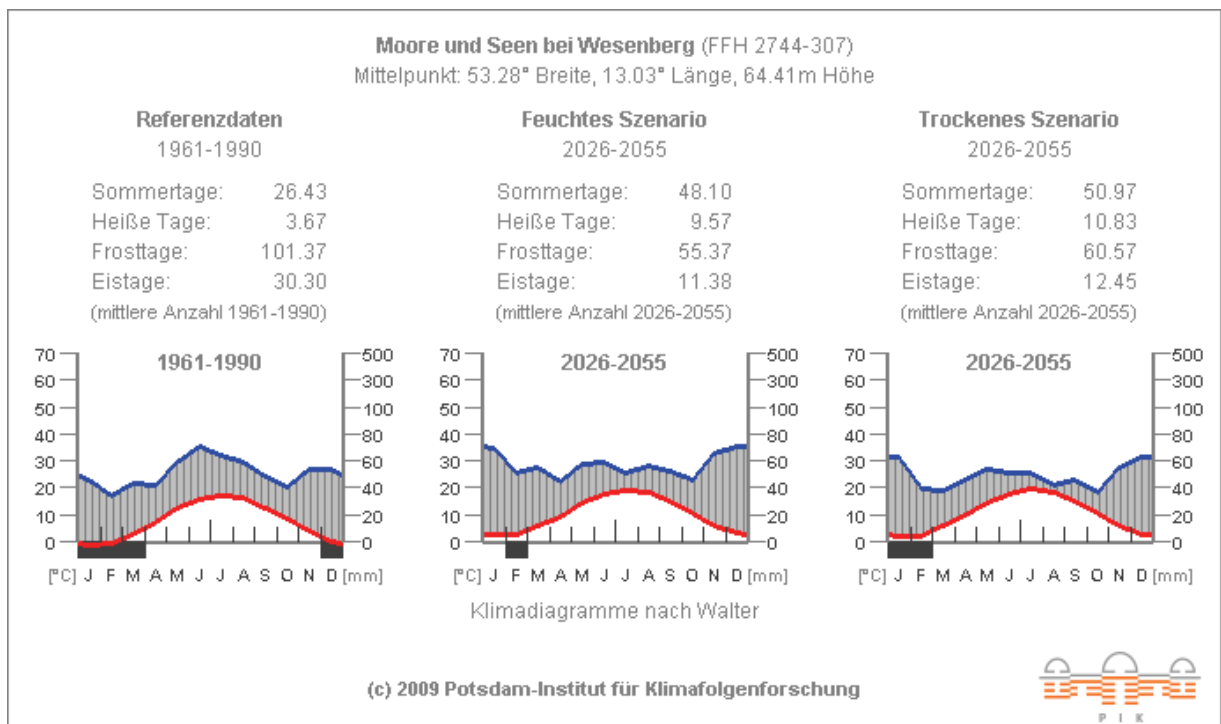 Moore und Seen bei Wesenberg (FFH 2744-307)
Mittelpunkt: 53.28° Breite, 13.03° Länge, 64.41m Höhe
Referenzdaten
1961-1990
Sommertage: 26.43
Heiße Tage: 3.67
Frosttage: 101.37
Eistage: 30.30
(mittlere Anzahl 1961-1990)
Feuchtes Szenario
2026-2055
Sommertage: 48.10
Heiße Tage: 9.57
Frosttage: 55.37
Eistage: 11.38
(mittlere Anzahl 2026-2055)
Trockenes Szenario
2026-2055
Sommertage: 50.97
Heiße Tage: 10.83
Frosttage: 60.57
Eistage: 12.45
(mittlere Anzahl 2026-2055)
1961-1990
70 500
60 300
50 100
40 80
30 60
20 40
10 20
0 0
[°C] J F M A M J J A S O N D [mm]
2026-2055
70 500
60 300
50 100
40 80
30 60
20 40
10 20
0 0
[°C] J F M A M J J A S O N D [mm]
2026-2055
70 500
60 300
50 100
40 80
30 60
20 40
10 20
0 0
[°C] J F M A M J J A S O N D [mm]
Klimadiagramme nach Walter
(c) 2009 Potsdam-Institut für Klimafolgenforschung
P I K